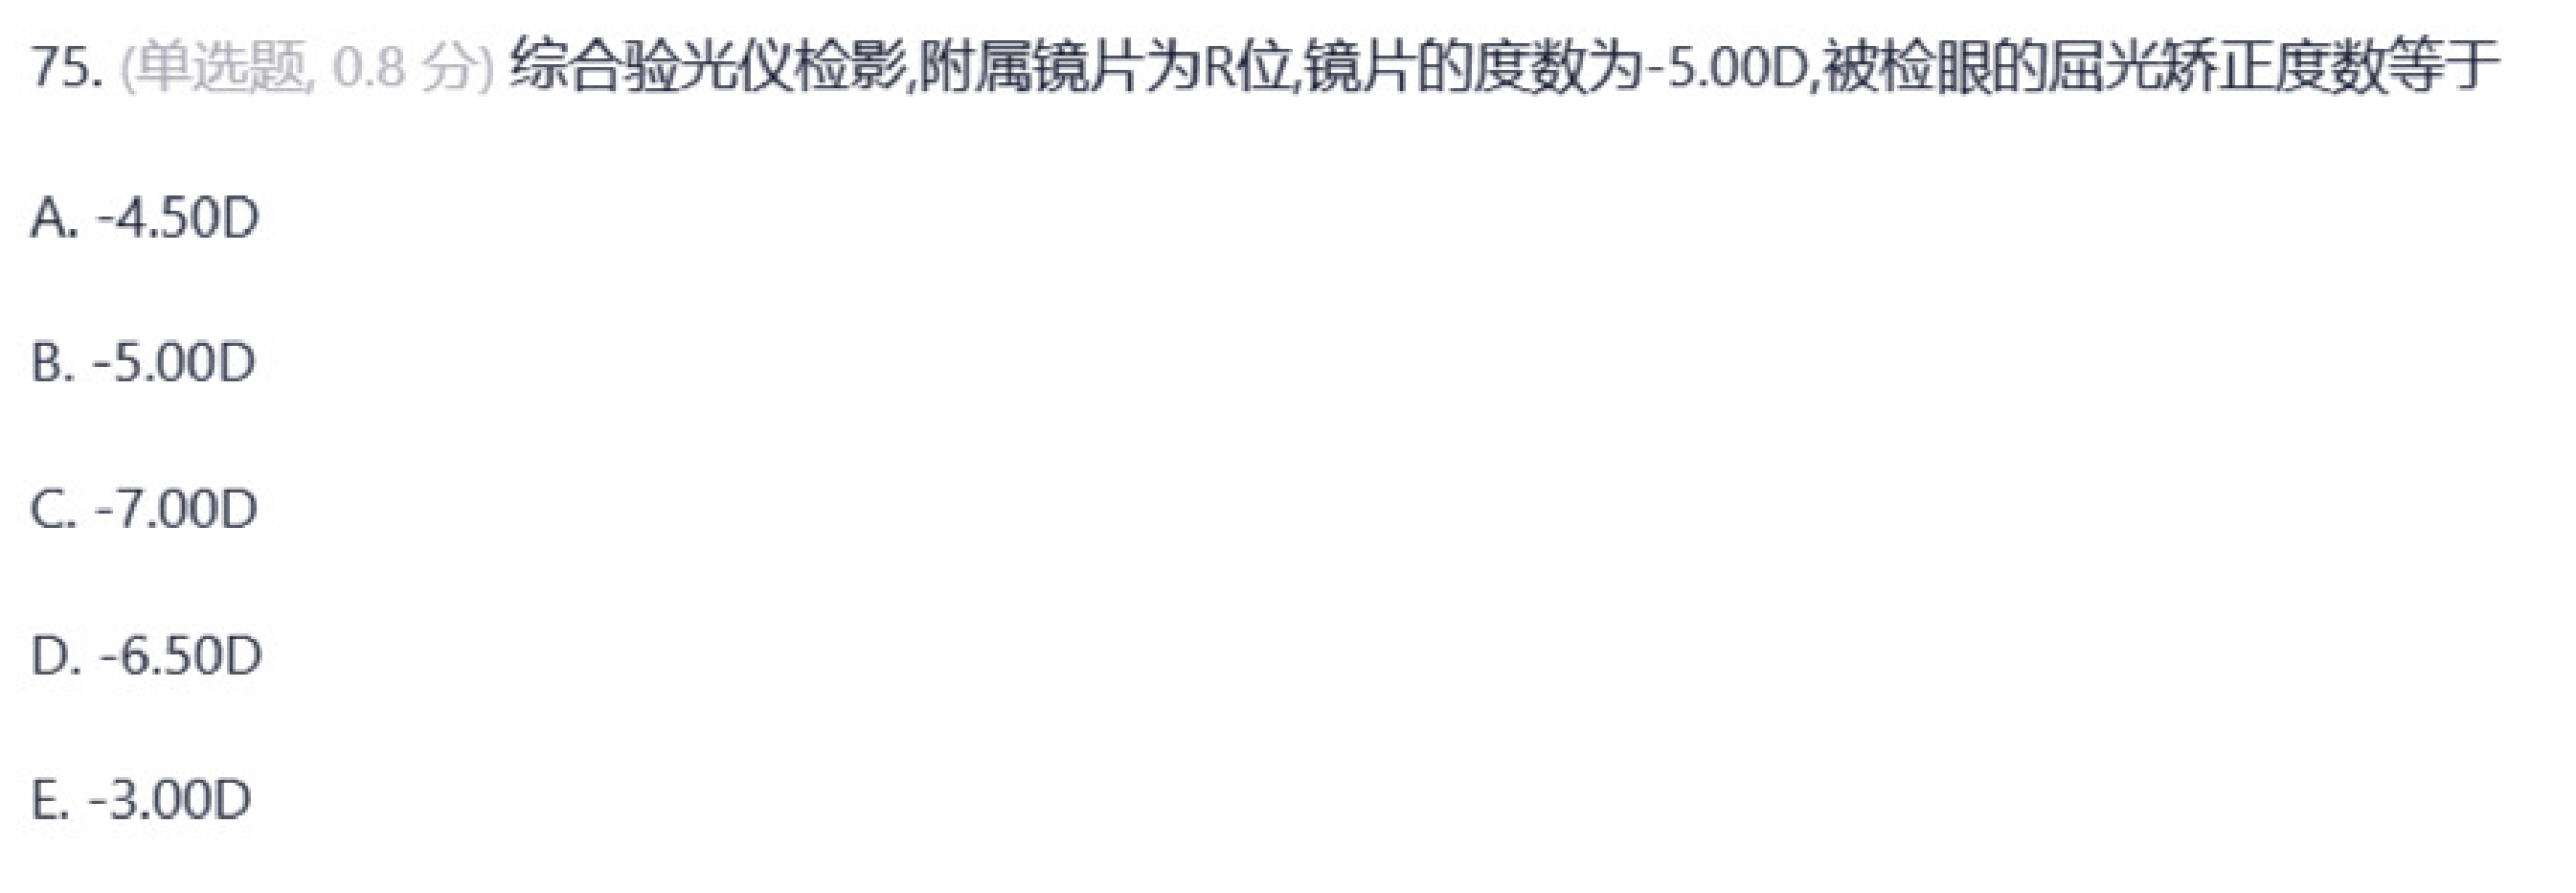 75. (单选题, 0.8 分) 综合验光仪检影,附属镜片为R位,镜片的度数为-5.00D,被检眼的屈光矫正度数等于
A. -4.50D
B. -5.00D
C. -7.00D
D. -6.50D
E. -3.00D